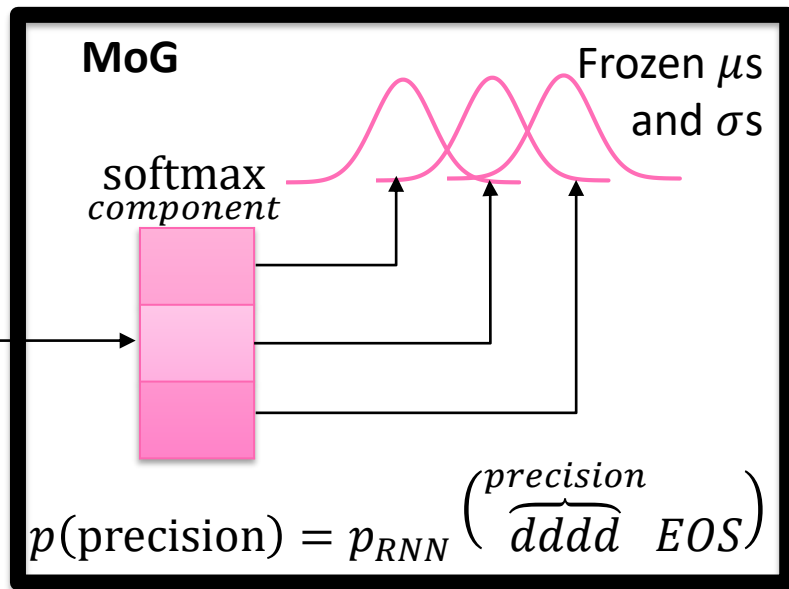 MoG
Frozen μs
and σs
softmax
component
precision
p(precision) = p_RNN (dddd EOS)